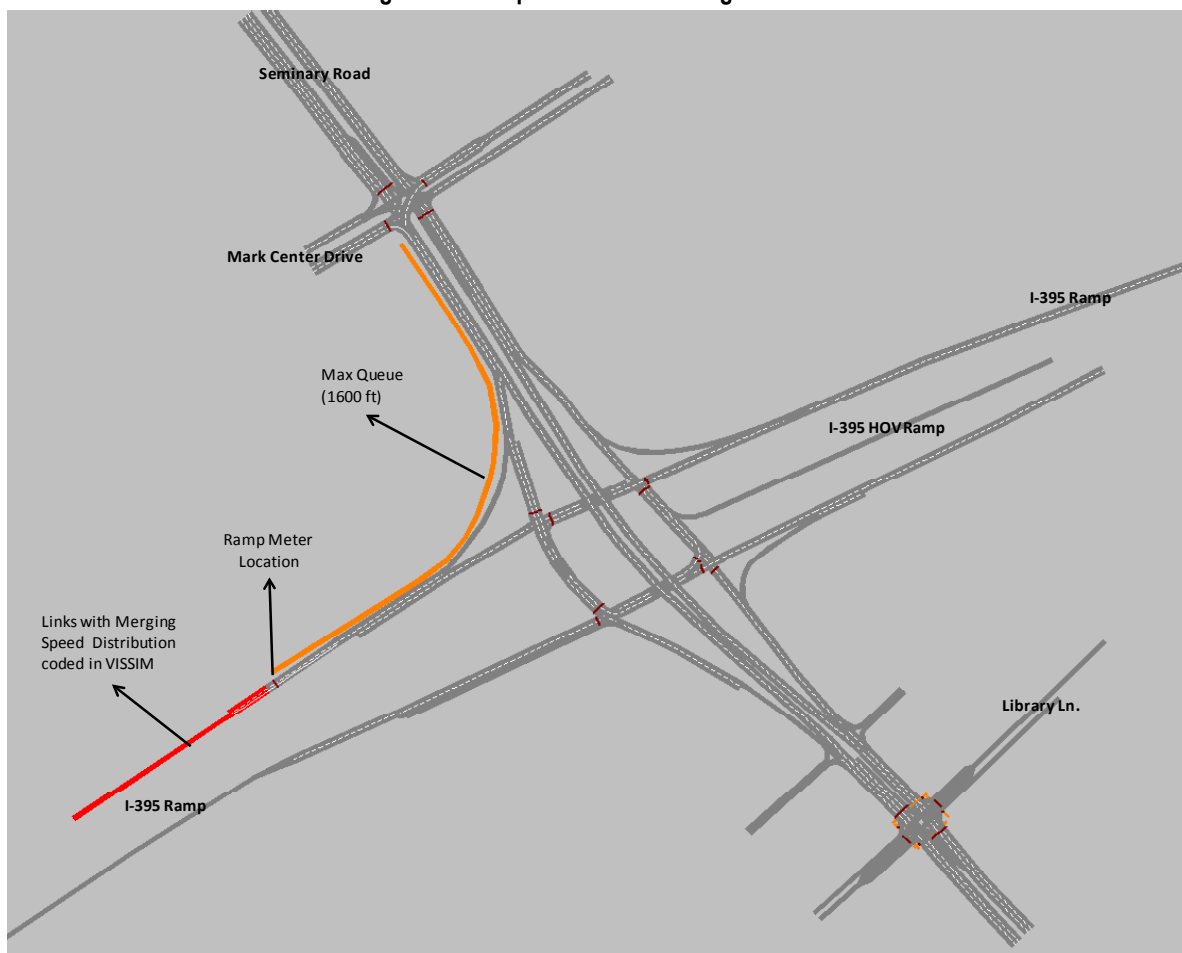 Seminary Road
Mark Center Drive
I-395 Ramp
Max Queue
(1600 ft)
I-395 HOV Ramp
Ramp Meter
Location
Links with Merging
Speed Distribution
coded in VISSIM
Library Ln.
I-395 Ramp